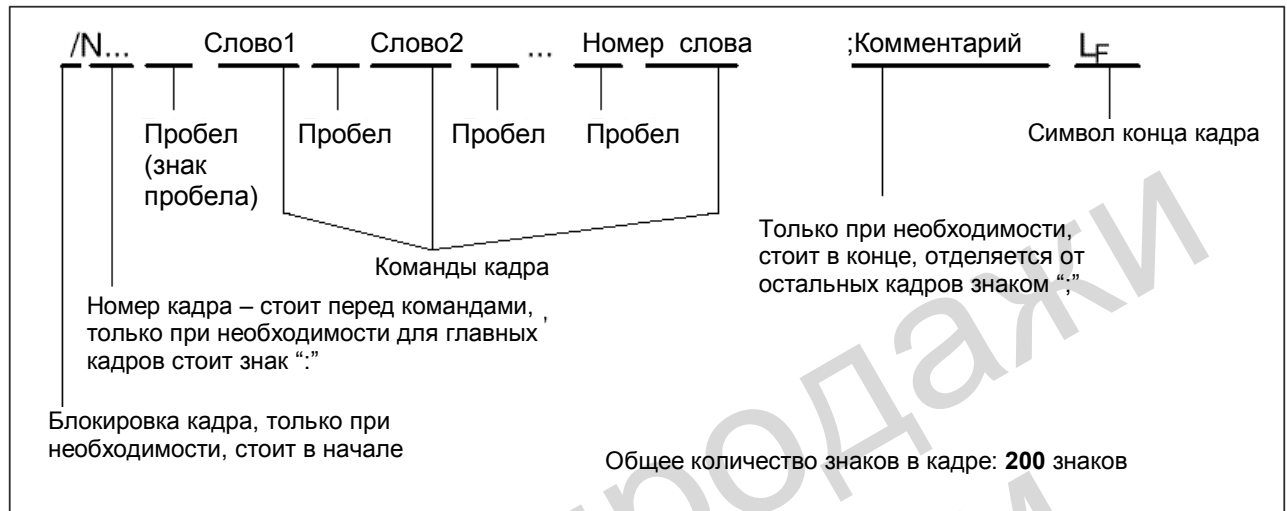 /N... Слово1 Слово2 ... Номер слова ;Комментарий LF
Пробел
(знак
пробела)
Пробел
Пробел
Пробел
Символ конца кадра
Команды кадра
Только при необходимости,
стоит в конце, отделяется от
остальных кадров знаком “;”
Номер кадра – стоит перед командами,
только при необходимости для главных ,
кадров стоит знак “:”
Блокировка кадра, только при
необходимости, стоит в начале
Общее количество знаков в кадре: 200 знаков